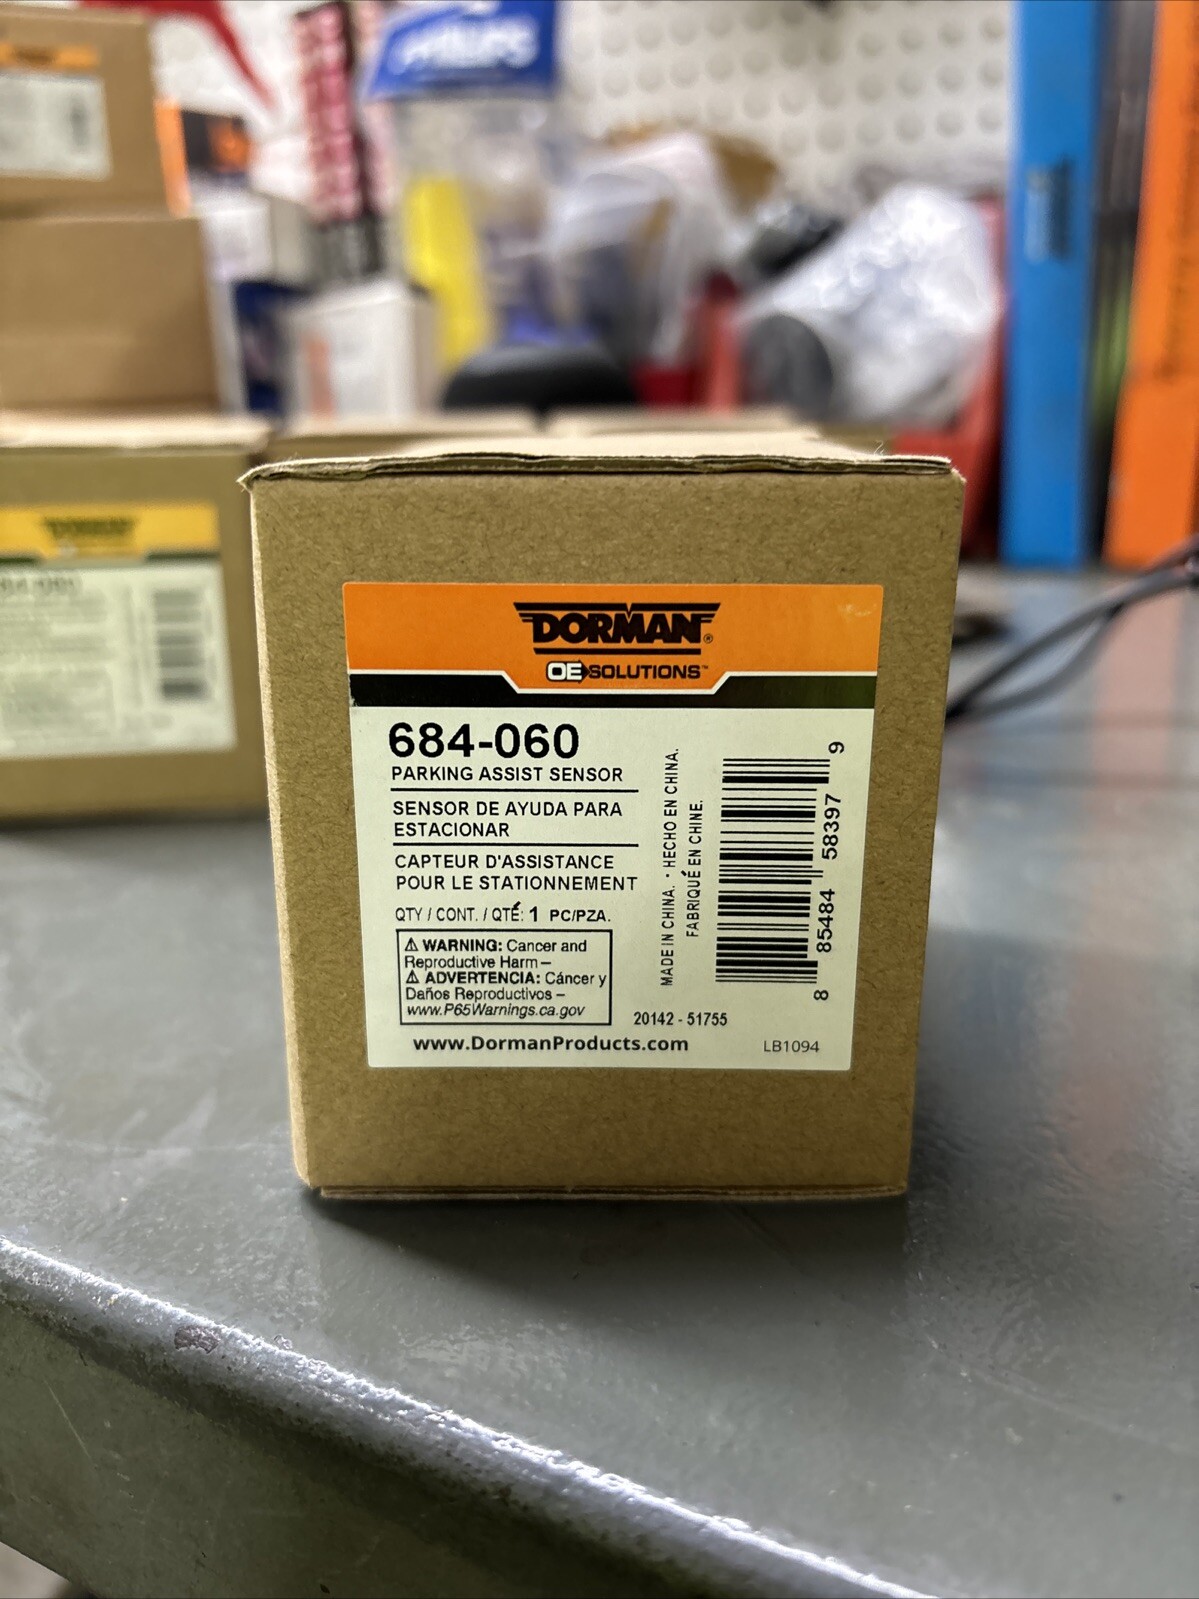 PHILIPS
DORMAN
DORMAN®
OE SOLUTIONS™
684-060
PARKING ASSIST SENSOR
SENSOR DE AYUDA PARA
ESTACIONAR
CAPTEUR D'ASSISTANCE
POUR LE STATIONNEMENT
QTY / CONT. / QTÉ: 1 PC/PZA.
⚠ WARNING: Cancer and
Reproductive Harm –
⚠ ADVERTENCIA: Cáncer y
Daños Reproductivos –
www.P65Warnings.ca.gov
MADE IN CHINA. • HECHO EN CHINA.
FABRIQUÉ EN CHINE.
8 85484 58397 9
20142 - 51755
www.DormanProducts.com
LB1094